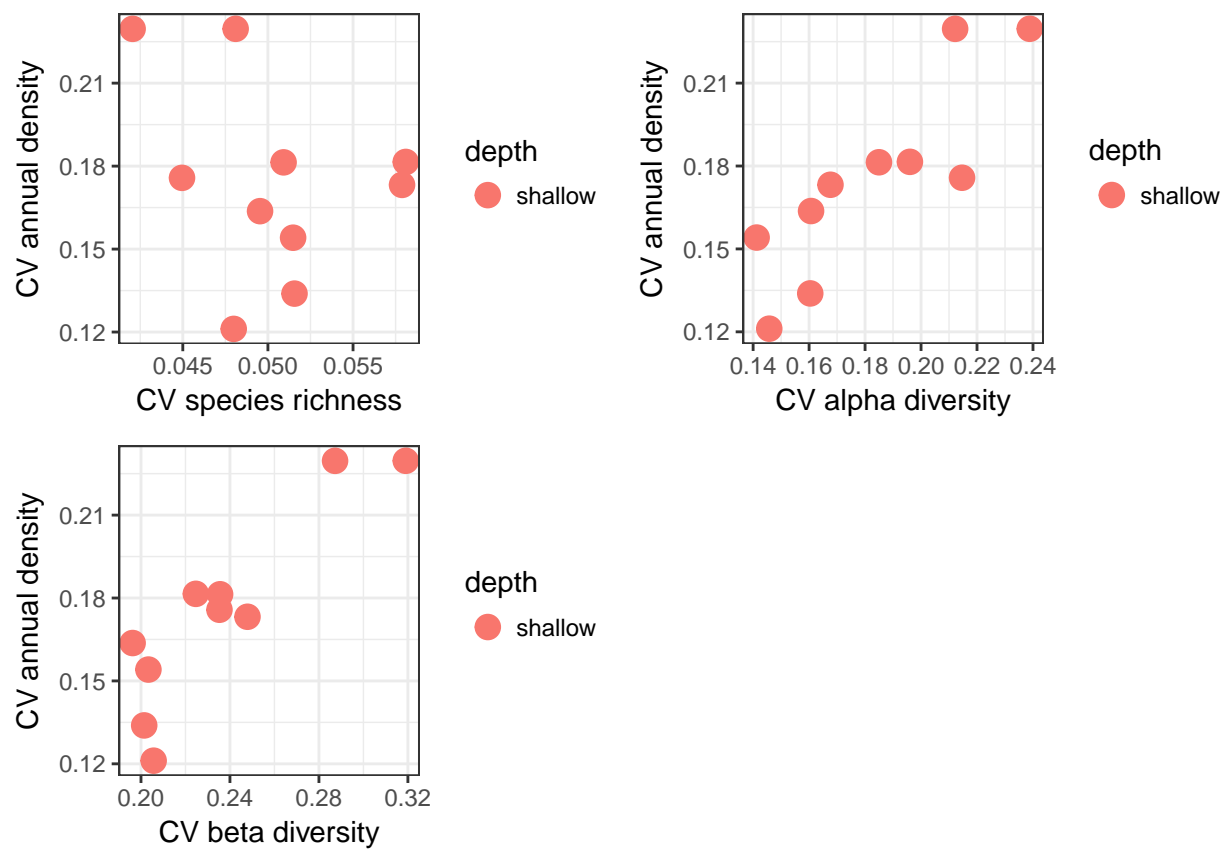 CV annual density
0.21
0.18
0.15
0.12
0.045 0.050 0.055
CV species richness
depth
shallow
CV annual density
0.21
0.18
0.15
0.12
0.14 0.16 0.18 0.20 0.22 0.24
CV alpha diversity
depth
shallow
CV annual density
0.21
0.18
0.15
0.12
0.20 0.24 0.28 0.32
CV beta diversity
depth
shallow